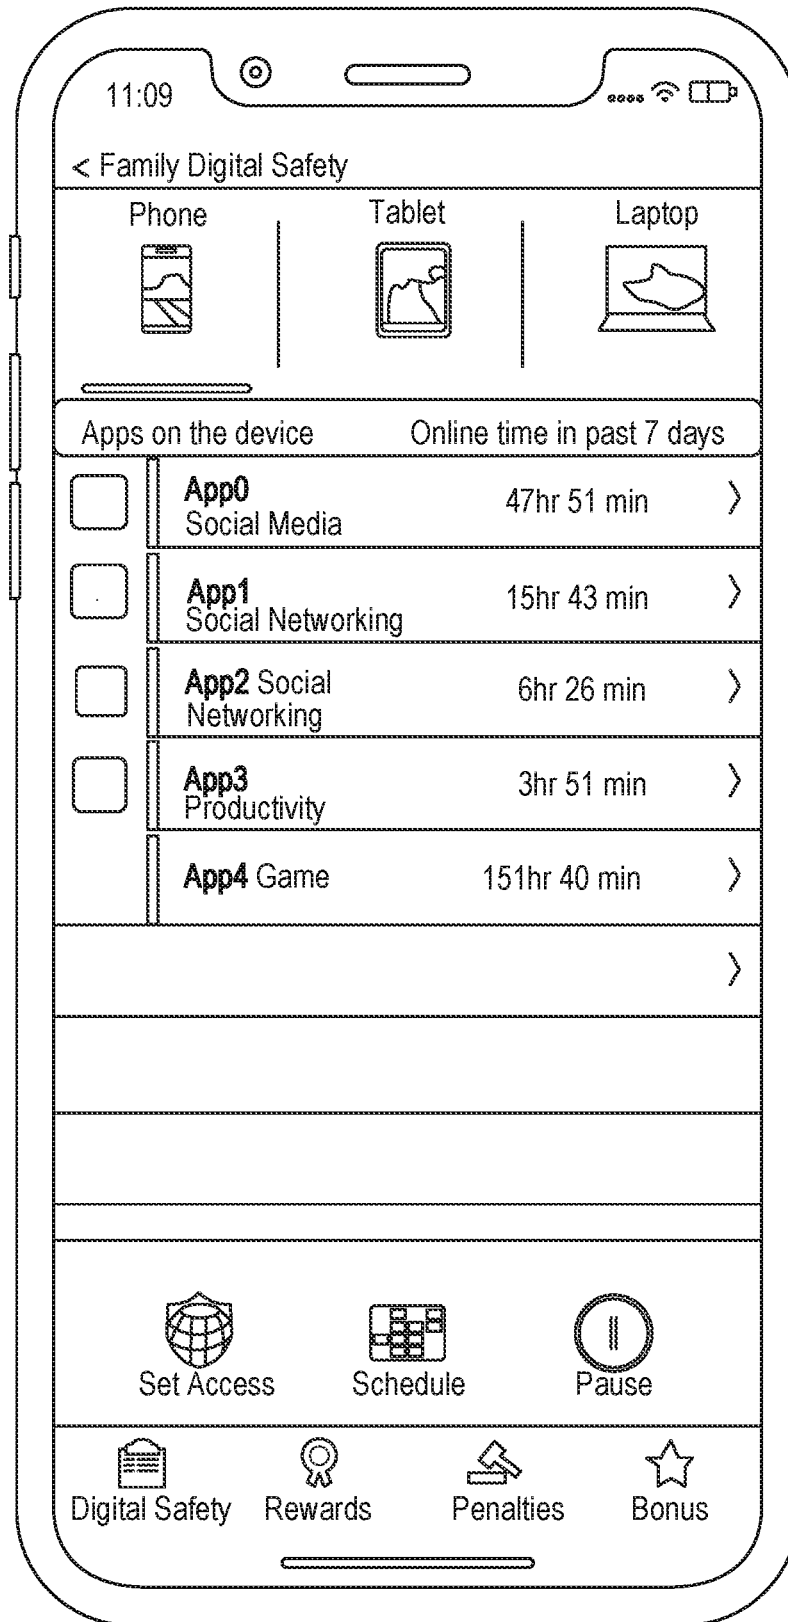 11:09
< Family Digital Safety
Phone Tablet Laptop
Apps on the device Online time in past 7 days
App0
Social Media 47hr 51 min
App1
Social Networking 15hr 43 min
App2 Social
Networking 6hr 26 min
App3
Productivity 3hr 51 min
App4 Game 151hr 40 min
Set Access Schedule Pause
Digital Safety Rewards Penalties Bonus